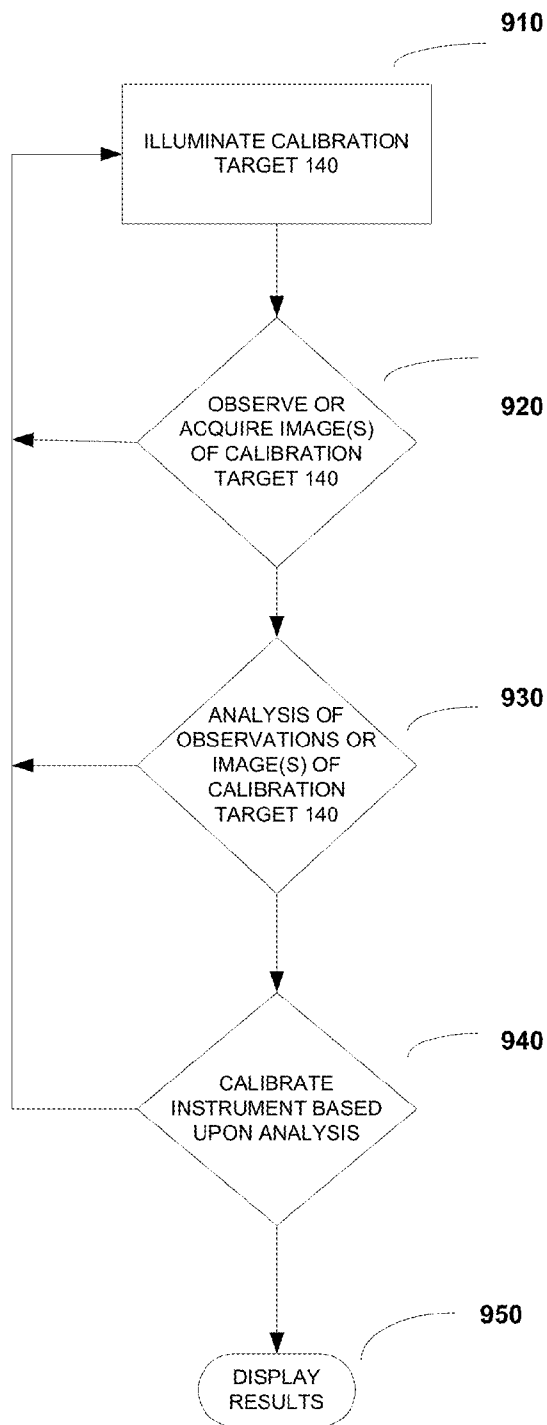 910
ILLUMINATE CALIBRATION
TARGET 140
920
OBSERVE OR
ACQUIRE IMAGE(S)
OF CALIBRATION
TARGET 140
930
ANALYSIS OF
OBSERVATIONS OR
IMAGE(S) OF
CALIBRATION
TARGET 140
940
CALIBRATE
INSTRUMENT BASED
UPON ANALYSIS
950
DISPLAY
RESULTS